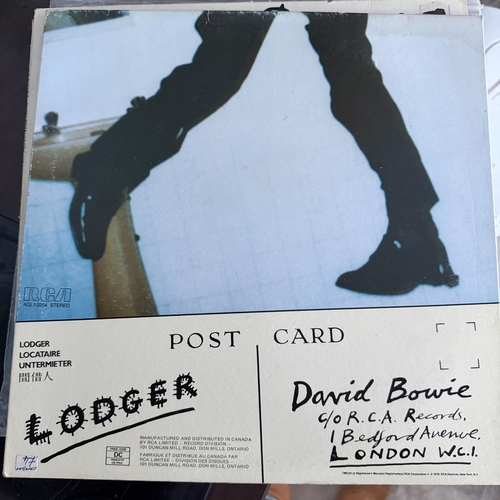 RCA
AQL1-3254 STEREO
POST CARD
LODGER
LOCATAIRE
UNTERMIETER
間借人
LODGER
David Bowie
c/o R.C.A. Records,
1 Bedford Avenue,
LONDON W.C.1.
MANUFACTURED AND DISTRIBUTED IN CANADA
BY RCA LIMITED - RECORD DIVISION -
101 DUNCAN MILL ROAD, DON MILLS, ONTARIO
FABRIQUÉ ET DISTRIBUÉ AU CANADA PAR
RCA LIMITÉE - DIVISION DES DISQUES -
101 DUNCAN MILL ROAD, DON MILLS, ONTARIO
DC